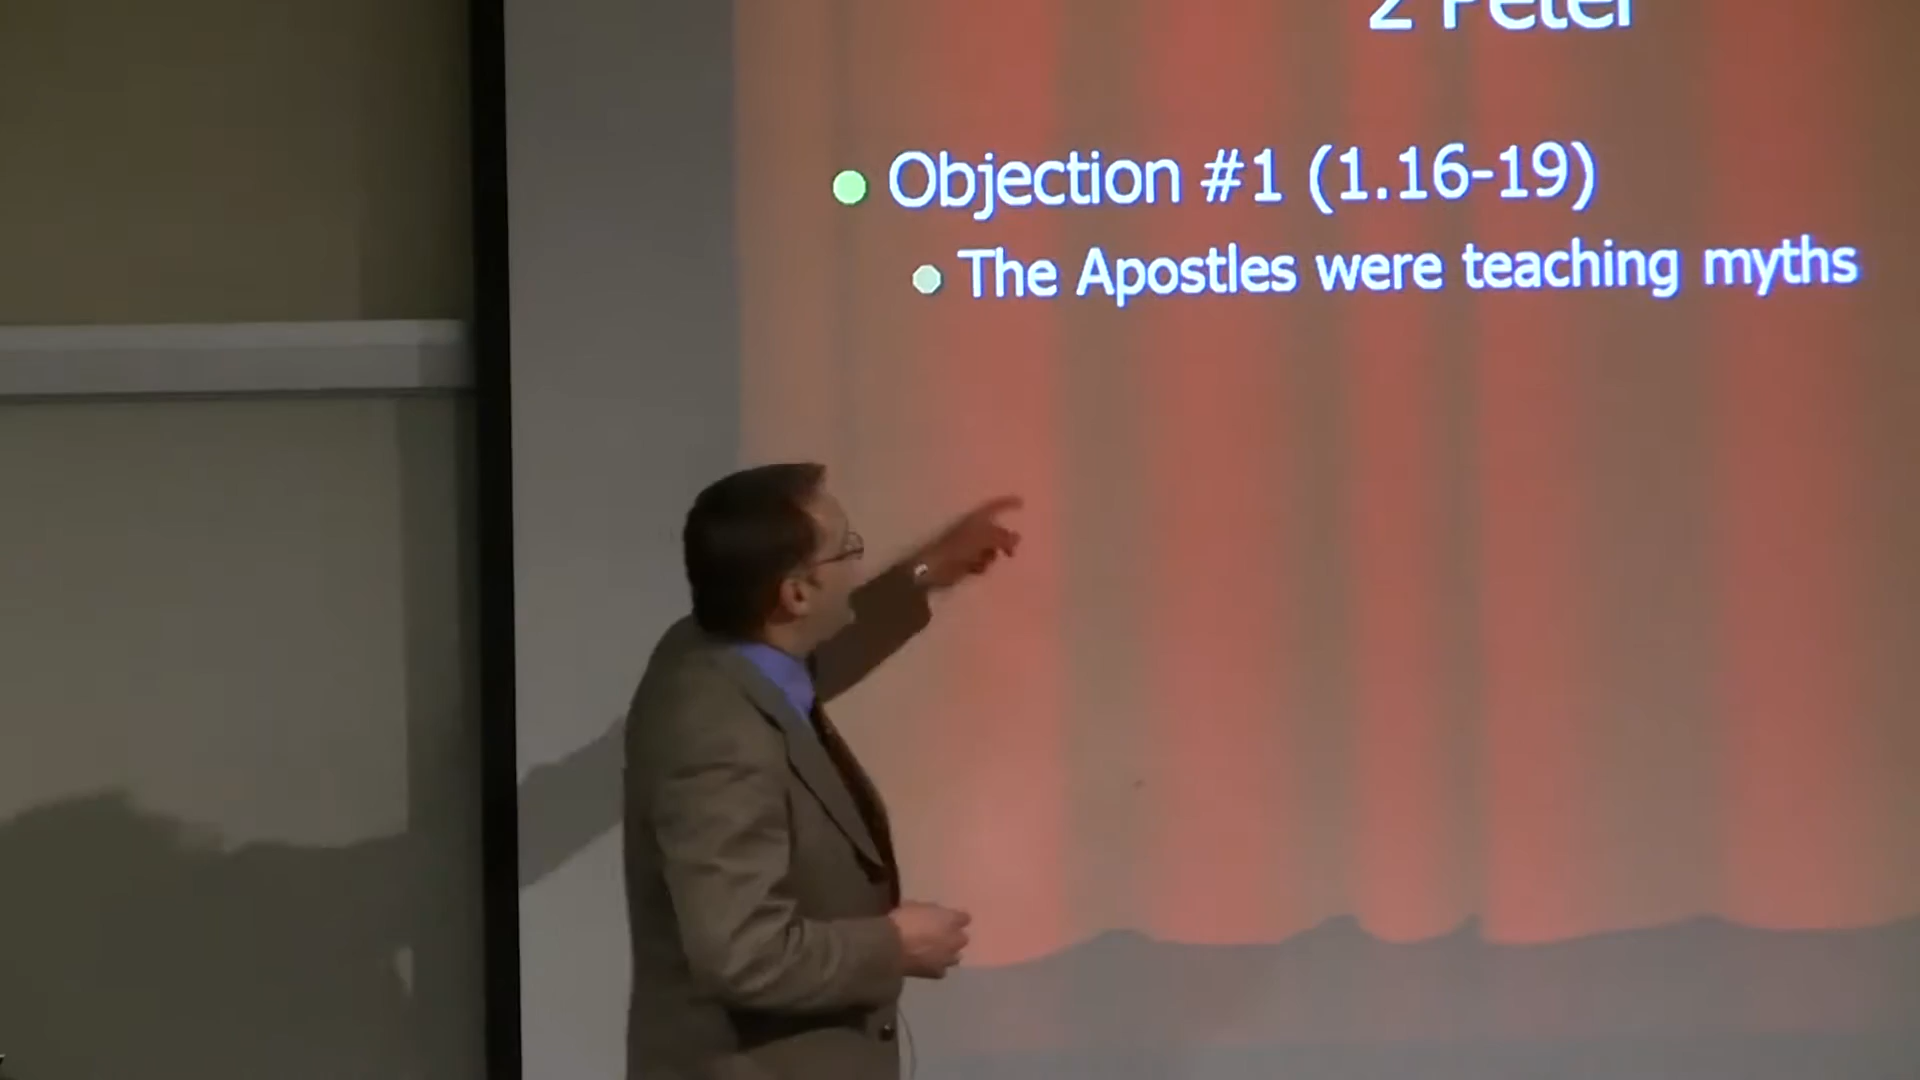 2 Peter
Objection #1 (1.16-19)
The Apostles were teaching myths